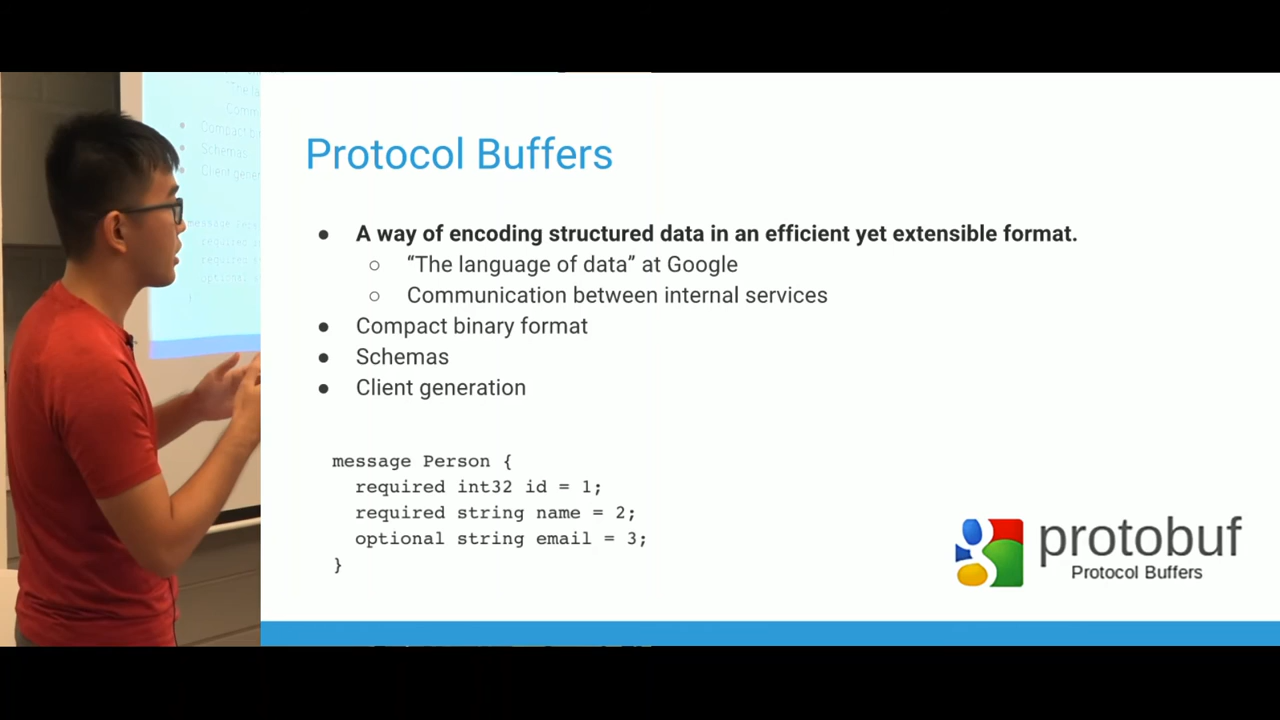 Protocol Buffers
● A way of encoding structured data in an efficient yet extensible format.
○ “The language of data” at Google
○ Communication between internal services
● Compact binary format
● Schemas
● Client generation
message Person {
required int32 id = 1;
required string name = 2;
optional string email = 3;
}
protobuf
Protocol Buffers